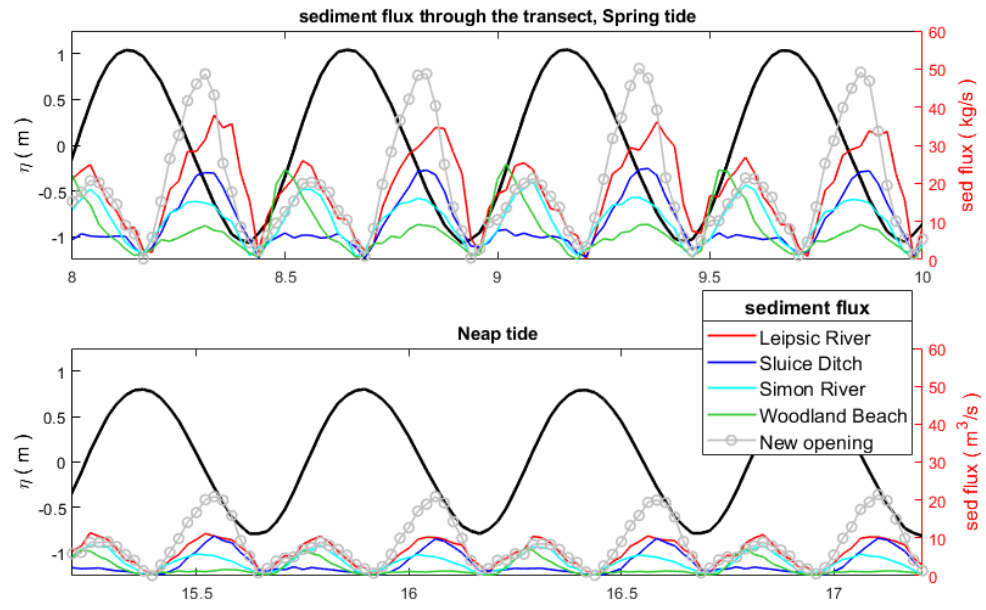 sediment flux through the transect, Spring tide
1
0.5
0
-0.5
-1
η ( m )
60
50
40
30
20
10
0
sed flux ( kg/s )
8
8.5
9
9.5
10
Neap tide
1
0.5
0
-0.5
-1
η ( m )
60
50
40
30
20
10
0
sed flux ( m³/s )
15.5
16
16.5
17
sediment flux
Leipsic River
Sluice Ditch
Simon River
Woodland Beach
New opening